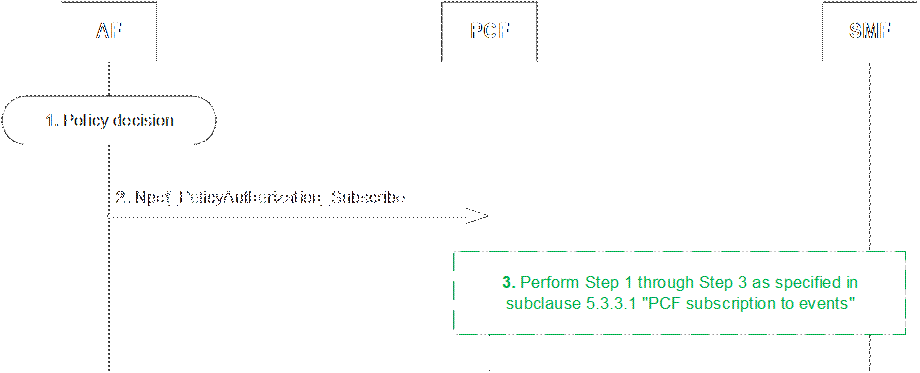 AF
PCF
SMF
1. Policy decision
2. Npcf_PolicyAuthorization_Subscribe
3. Perform Step 1 through Step 3 as specified in
subclause 5.3.3.1 "PCF subscription to events"